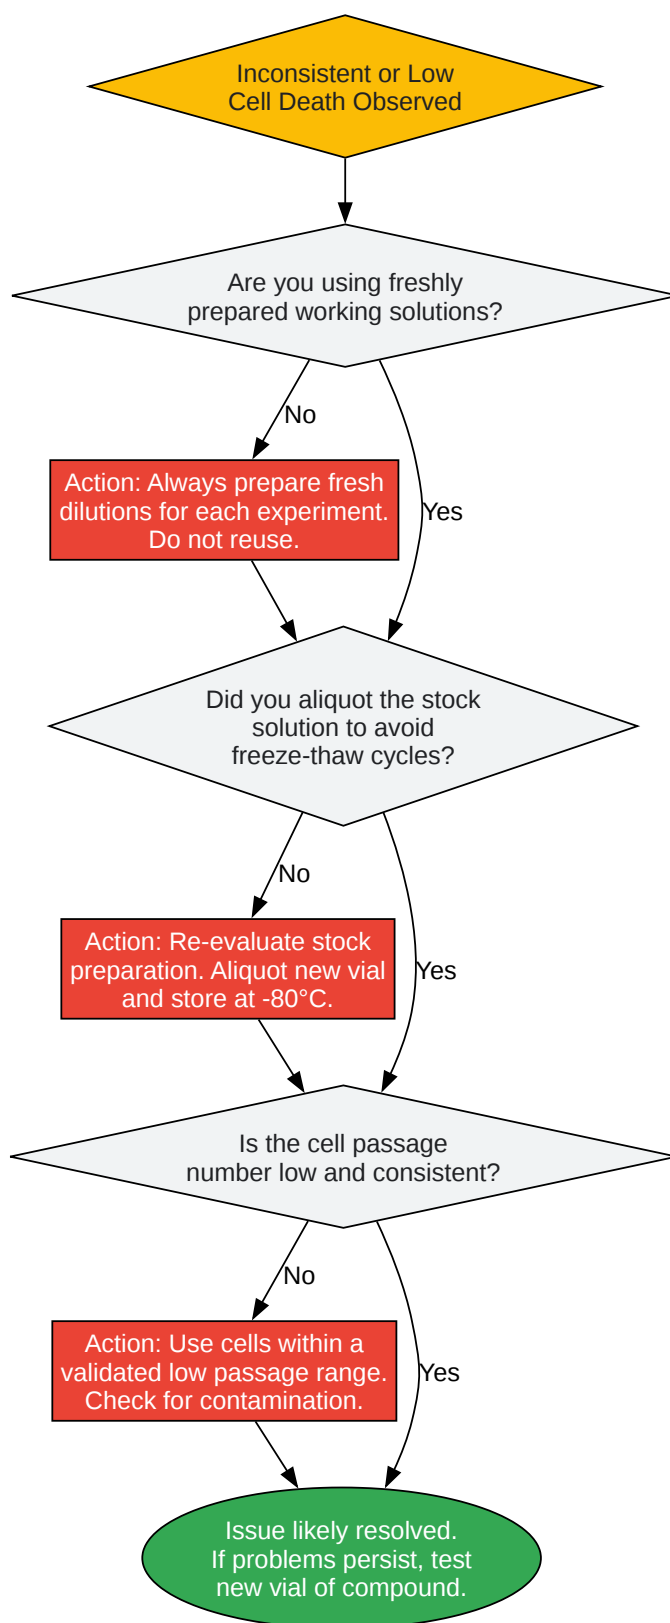 Inconsistent or Low
Cell Death Observed
Are you using freshly
prepared working solutions?
No
Action: Always prepare fresh
dilutions for each experiment.
Do not reuse.
Yes
Did you aliquot the stock
solution to avoid
freeze-thaw cycles?
No
Action: Re-evaluate stock
preparation. Aliquot new vial
and store at -80°C.
Yes
Is the cell passage
number low and consistent?
No
Action: Use cells within a
validated low passage range.
Check for contamination.
Yes
Issue likely resolved.
If problems persist, test
new vial of compound.